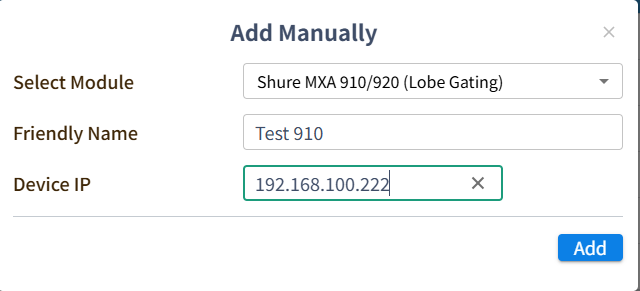 Add Manually
Select Module Shure MXA 910/920 (Lobe Gating)
Friendly Name Test 910
Device IP 192.168.100.222
Add